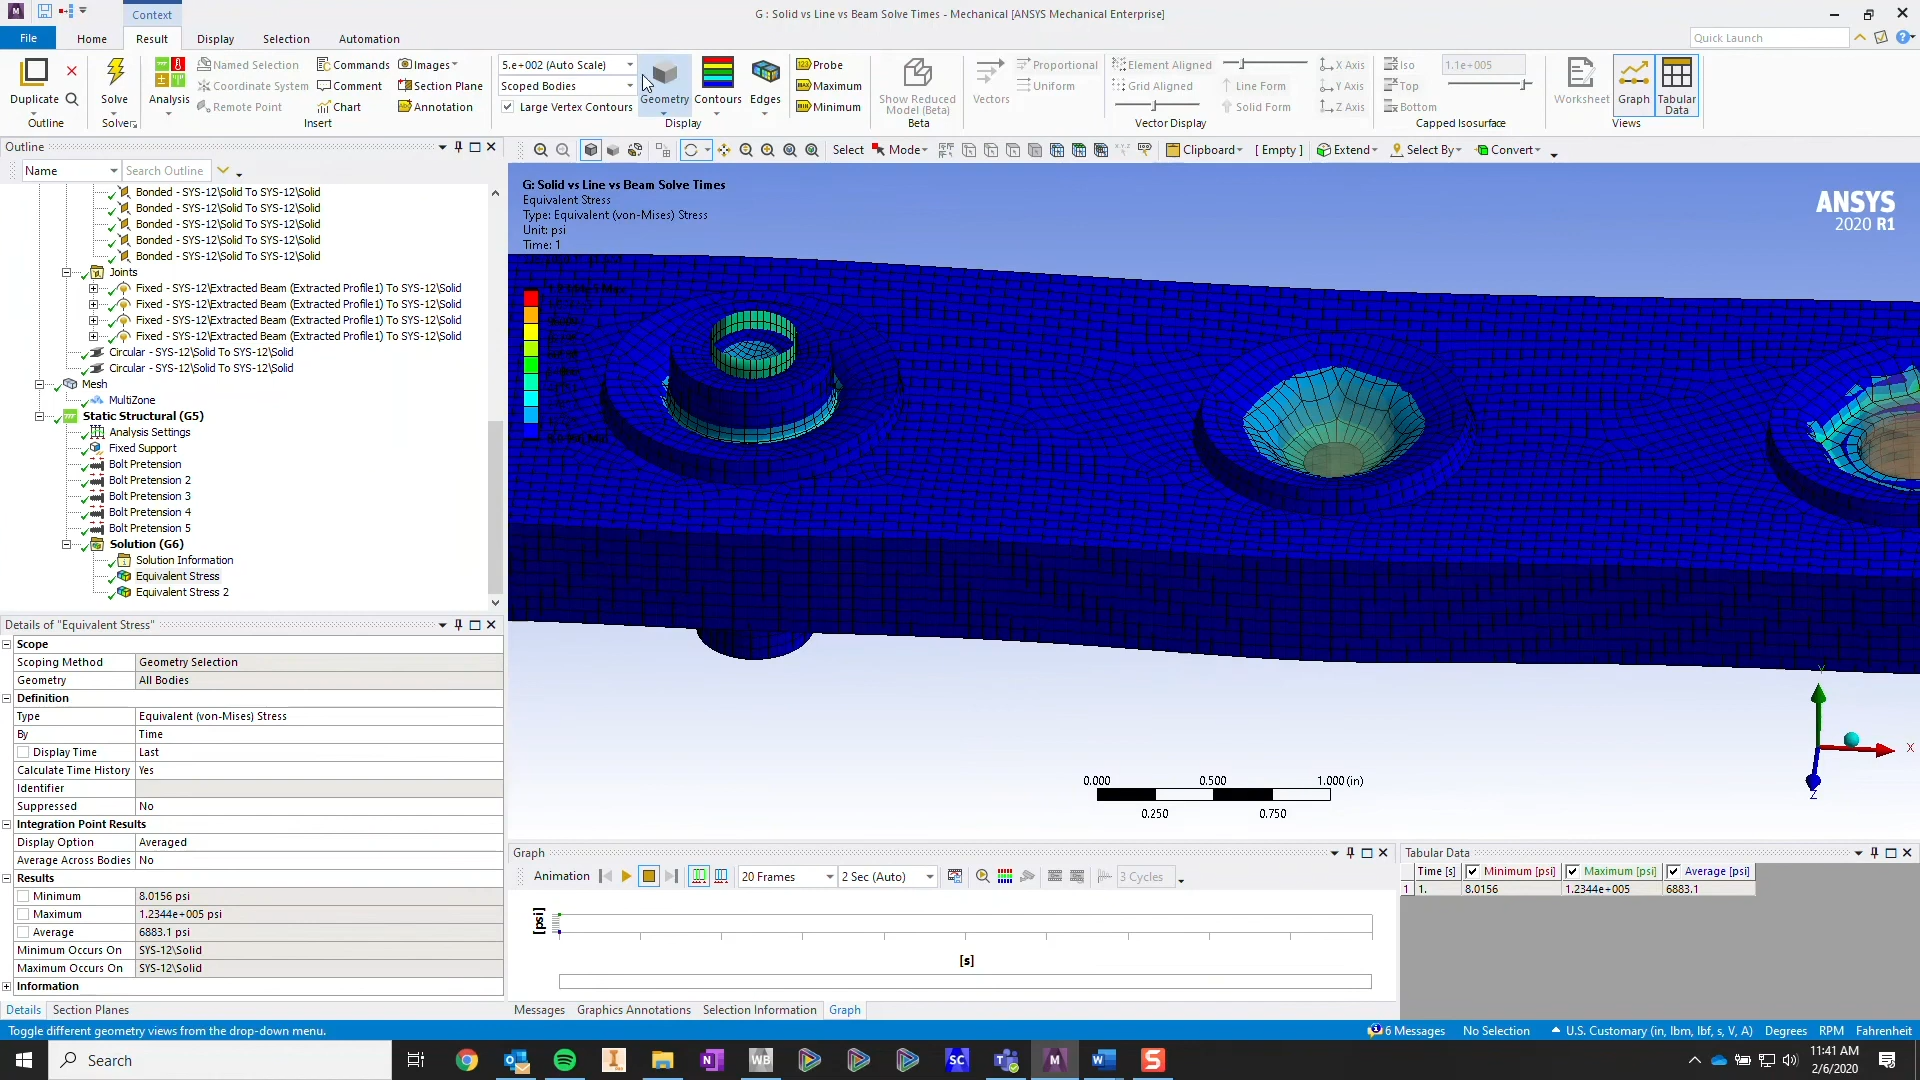 Context
G : Solid vs Line vs Beam Solve Times - Mechanical [ANSYS Mechanical Enterprise]
File Home Result Display Selection Automation
Quick Launch
Duplicate Solve Analysis
Named Selection Commands Images
Coordinate System Comment Section Plane
Remote Point Chart Annotation
5.e+002 (Auto Scale)
Scoped Bodies
Large Vertex Contours
Geometry Contours Edges
Probe
Maximum
Minimum
Show Reduced
Model (Beta)
Vectors
Proportional
Uniform
Element Aligned
Grid Aligned
Line Form
Solid Form
X Axis
Y Axis
Z Axis
Iso
Top
Bottom
1.1e+005
Worksheet Graph Tabular
Data
Outline Solver Insert Display Beta Vector Display Capped Isosurface Views
Outline
Name Search Outline
Select Mode Clipboard [ Empty ] Extend Select By Convert
Bonded - SYS-12\Solid To SYS-12\Solid
Bonded - SYS-12\Solid To SYS-12\Solid
Bonded - SYS-12\Solid To SYS-12\Solid
Bonded - SYS-12\Solid To SYS-12\Solid
Bonded - SYS-12\Solid To SYS-12\Solid
Joints
Fixed - SYS-12\Extracted Beam (Extracted Profile1) To SYS-12\Solid
Fixed - SYS-12\Extracted Beam (Extracted Profile1) To SYS-12\Solid
Fixed - SYS-12\Extracted Beam (Extracted Profile1) To SYS-12\Solid
Fixed - SYS-12\Extracted Beam (Extracted Profile1) To SYS-12\Solid
Circular - SYS-12\Solid To SYS-12\Solid
Circular - SYS-12\Solid To SYS-12\Solid
Mesh
MultiZone
Static Structural (G5)
Analysis Settings
Fixed Support
Bolt Pretension
Bolt Pretension 2
Bolt Pretension 3
Bolt Pretension 4
Bolt Pretension 5
Solution (G6)
Solution Information
Equivalent Stress
Equivalent Stress 2
G: Solid vs Line vs Beam Solve Times
Equivalent Stress
Type: Equivalent (von-Mises) Stress
Unit: psi
Time: 1
ANSYS
2020 R1
0.000 0.500 1.000 (in)
0.250 0.750
Y
X
Z
Details of "Equivalent Stress"
Scope
Scoping Method Geometry Selection
Geometry All Bodies
Definition
Type Equivalent (von-Mises) Stress
By Time
Display Time Last
Calculate Time History Yes
Identifier
Suppressed No
Integration Point Results
Display Option Averaged
Average Across Bodies No
Results
Minimum 8.0156 psi
Maximum 1.2344e+005 psi
Average 6883.1 psi
Minimum Occurs On SYS-12\Solid
Maximum Occurs On SYS-12\Solid
Information
Details Section Planes
Graph
Animation 20 Frames 2 Sec (Auto) 3 Cycles
[psi]
[s]
Messages Graphics Annotations Selection Information Graph
Tabular Data
Time [s] Minimum [psi] Maximum [psi] Average [psi]
1 1. 8.0156 1.2344e+005 6883.1
Toggle different geometry views from the drop-down menu.
6 Messages No Selection U.S. Customary (in, lbm, lbf, s, V, A) Degrees RPM Fahrenheit
Search
11:41 AM
2/6/2020